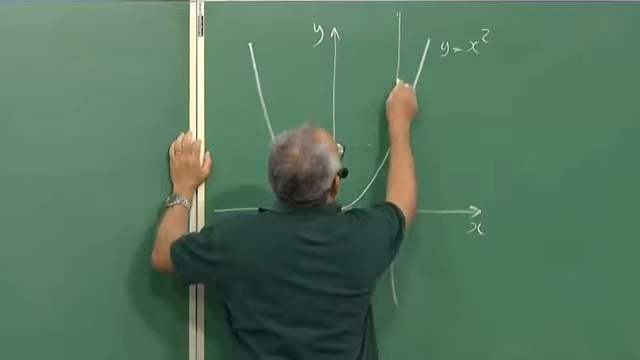 y
y = x²
x